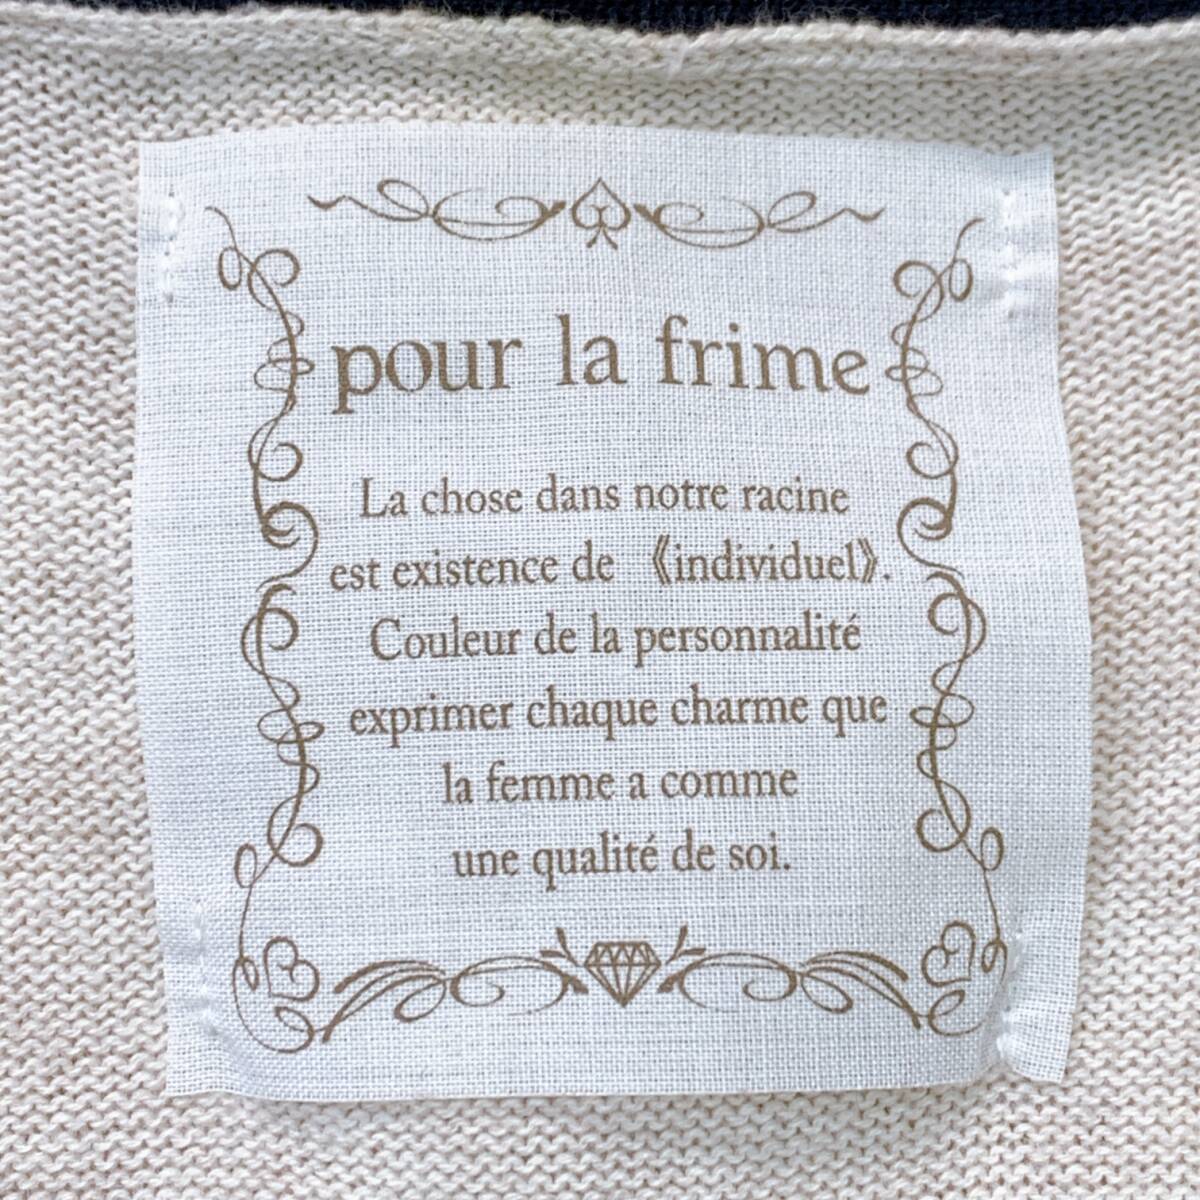 pour la frime
La chose dans notre racine
est existence de 《individuel》.
Couleur de la personnalité
exprimer chaque charme que
la femme a comme
une qualité de soi.